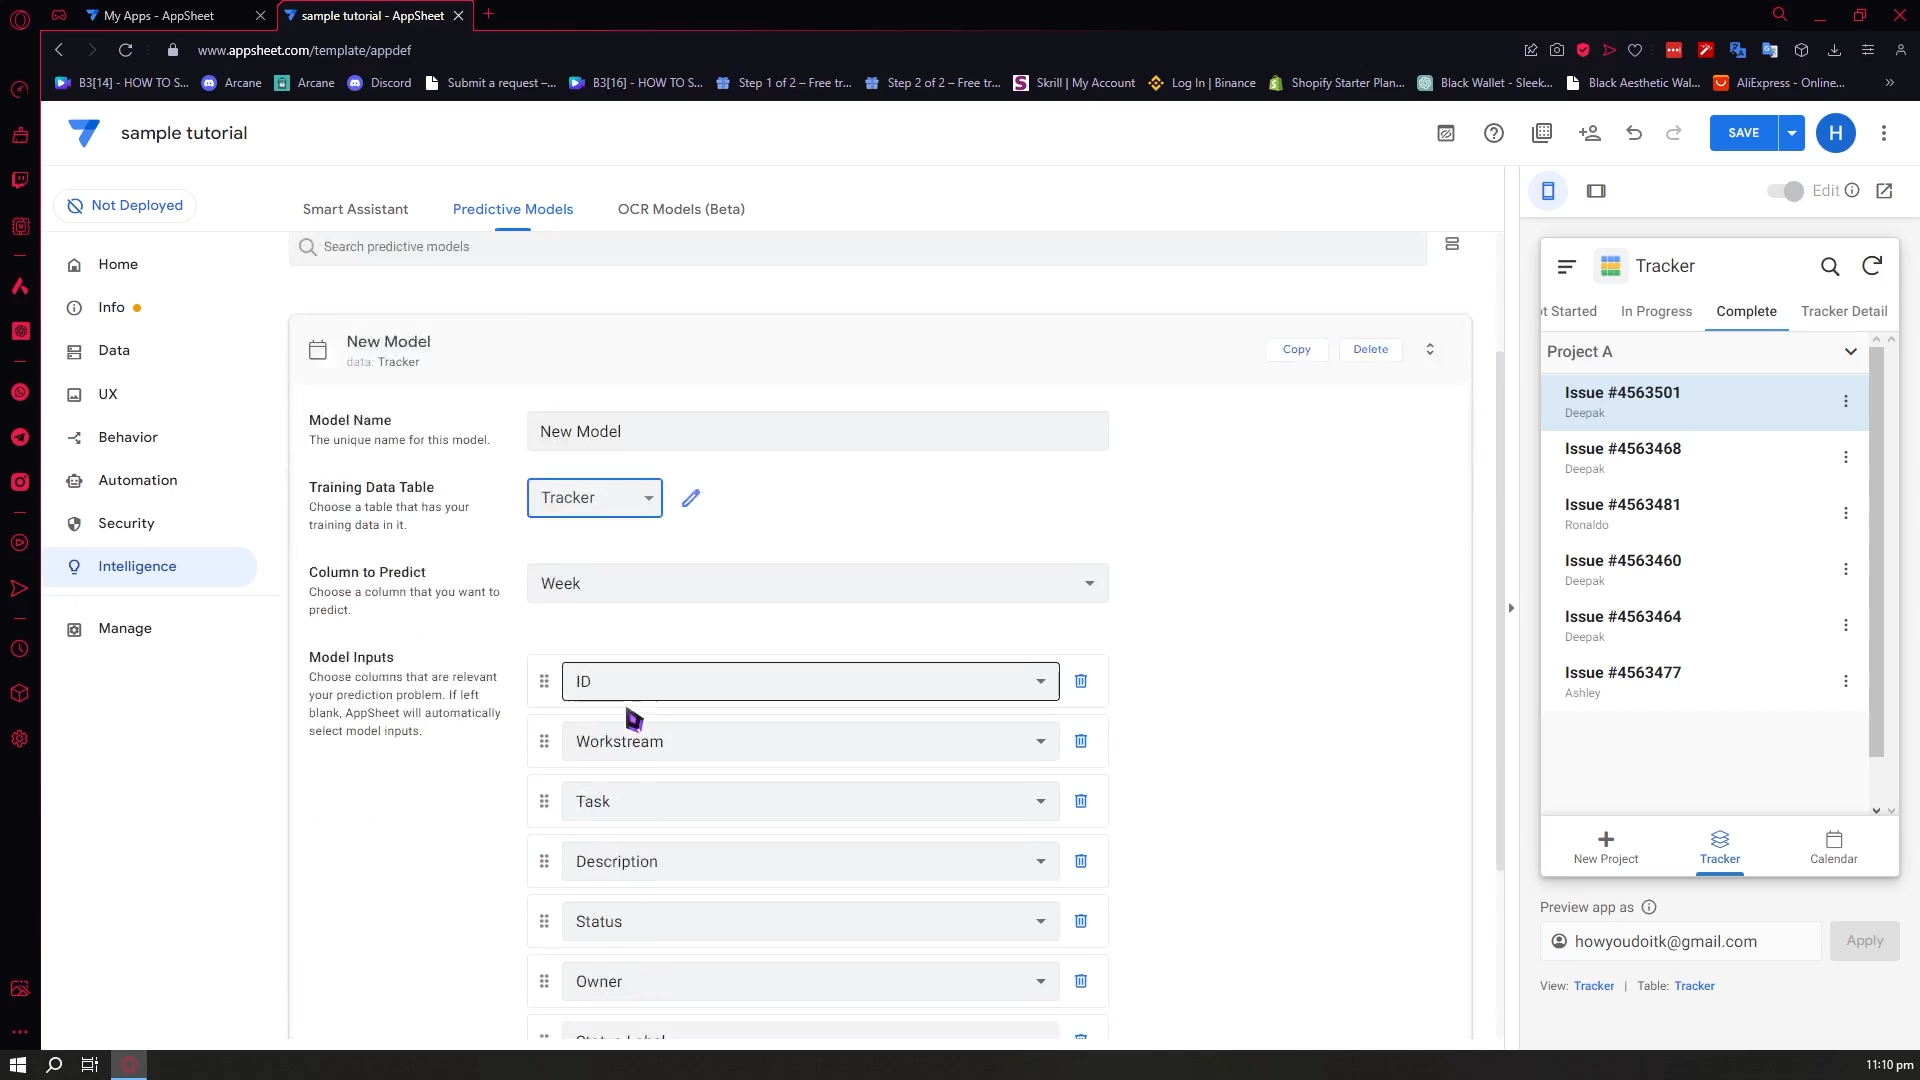 My Apps - AppSheet
sample tutorial - AppSheet
www.appsheet.com/template/appdef
B3[14] - HOW TO S...
Arcane
Arcane
Discord
Submit a request –...
B3[16] - HOW TO S...
Step 1 of 2 – Free tr...
Step 2 of 2 – Free tr...
Skrill | My Account
Log In | Binance
Shopify Starter Plan,...
Black Wallet - Sleek...
Black Aesthetic Wal...
AliExpress - Online...
sample tutorial
SAVE
H
Not Deployed
Smart Assistant
Predictive Models
OCR Models (Beta)
Edit
Search predictive models
Home
Info
Data
UX
Behavior
Automation
Security
Intelligence
Manage
New Model
data: Tracker
Copy
Delete
Model Name
The unique name for this model.
New Model
Training Data Table
Choose a table that has your
training data in it.
Tracker
Column to Predict
Choose a column that you want to
predict.
Week
Model Inputs
Choose columns that are relevant
your prediction problem. If left
blank, AppSheet will automatically
select model inputs.
ID
Workstream
Task
Description
Status
Owner
Tracker
t Started
In Progress
Complete
Tracker Detail
Project A
Issue #4563501
Deepak
Issue #4563468
Deepak
Issue #4563481
Ronaldo
Issue #4563460
Deepak
Issue #4563464
Deepak
Issue #4563477
Ashley
New Project
Tracker
Calendar
Preview app as
howyoudoitk@gmail.com
Apply
View: Tracker | Table: Tracker
11:10 pm